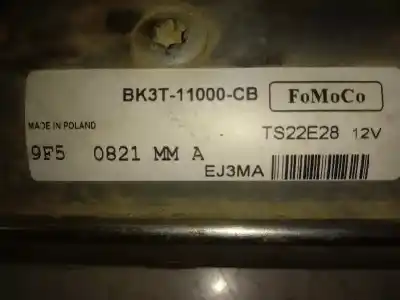 BK3T-11000-CB FoMoCo
MADE IN POLAND
TS22E28 12V
9F5 0821 MM A
EJ3MA